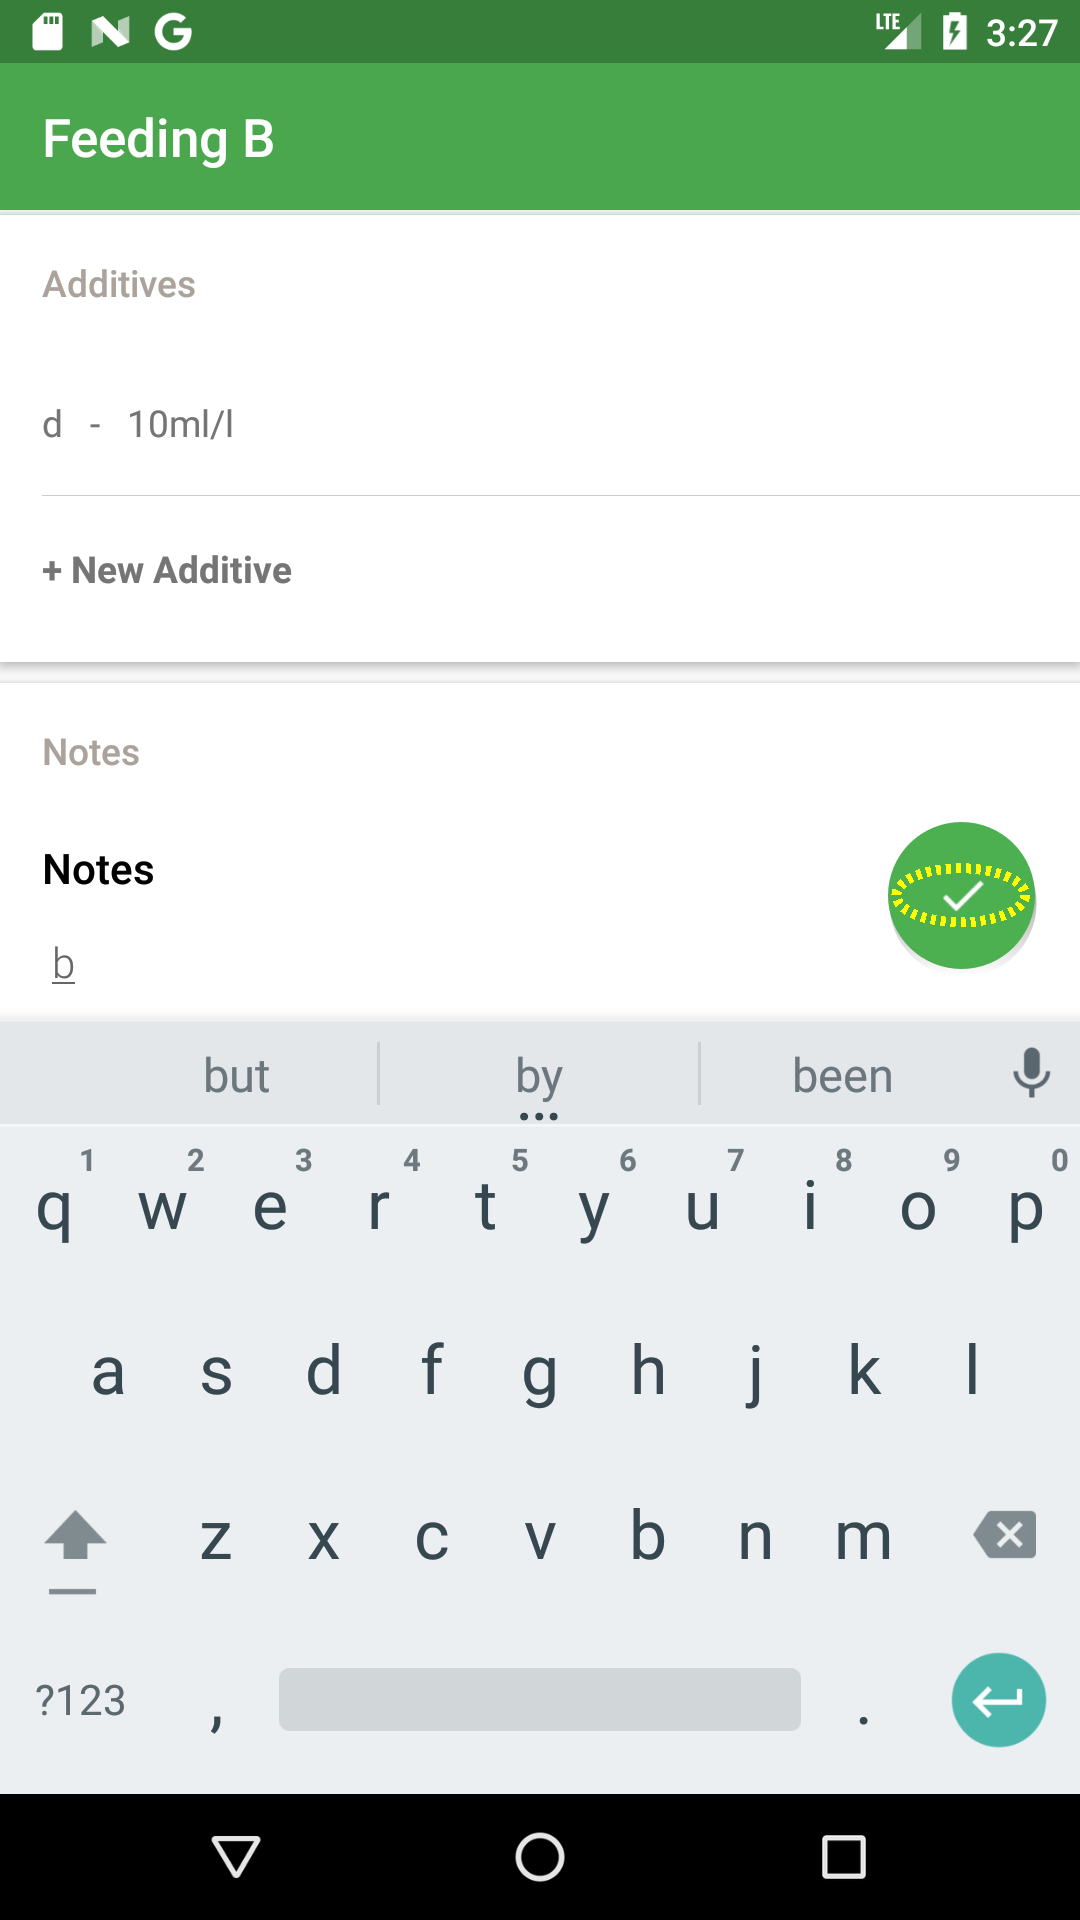 LTE 3:27
Feeding B
Additives
d - 10ml/l
+ New Additive
Notes
Notes
b
but by been
1 2 3 4 5 6 7 8 9 0
q w e r t y u i o p
a s d f g h j k l
z x c v b n m
?123 , .